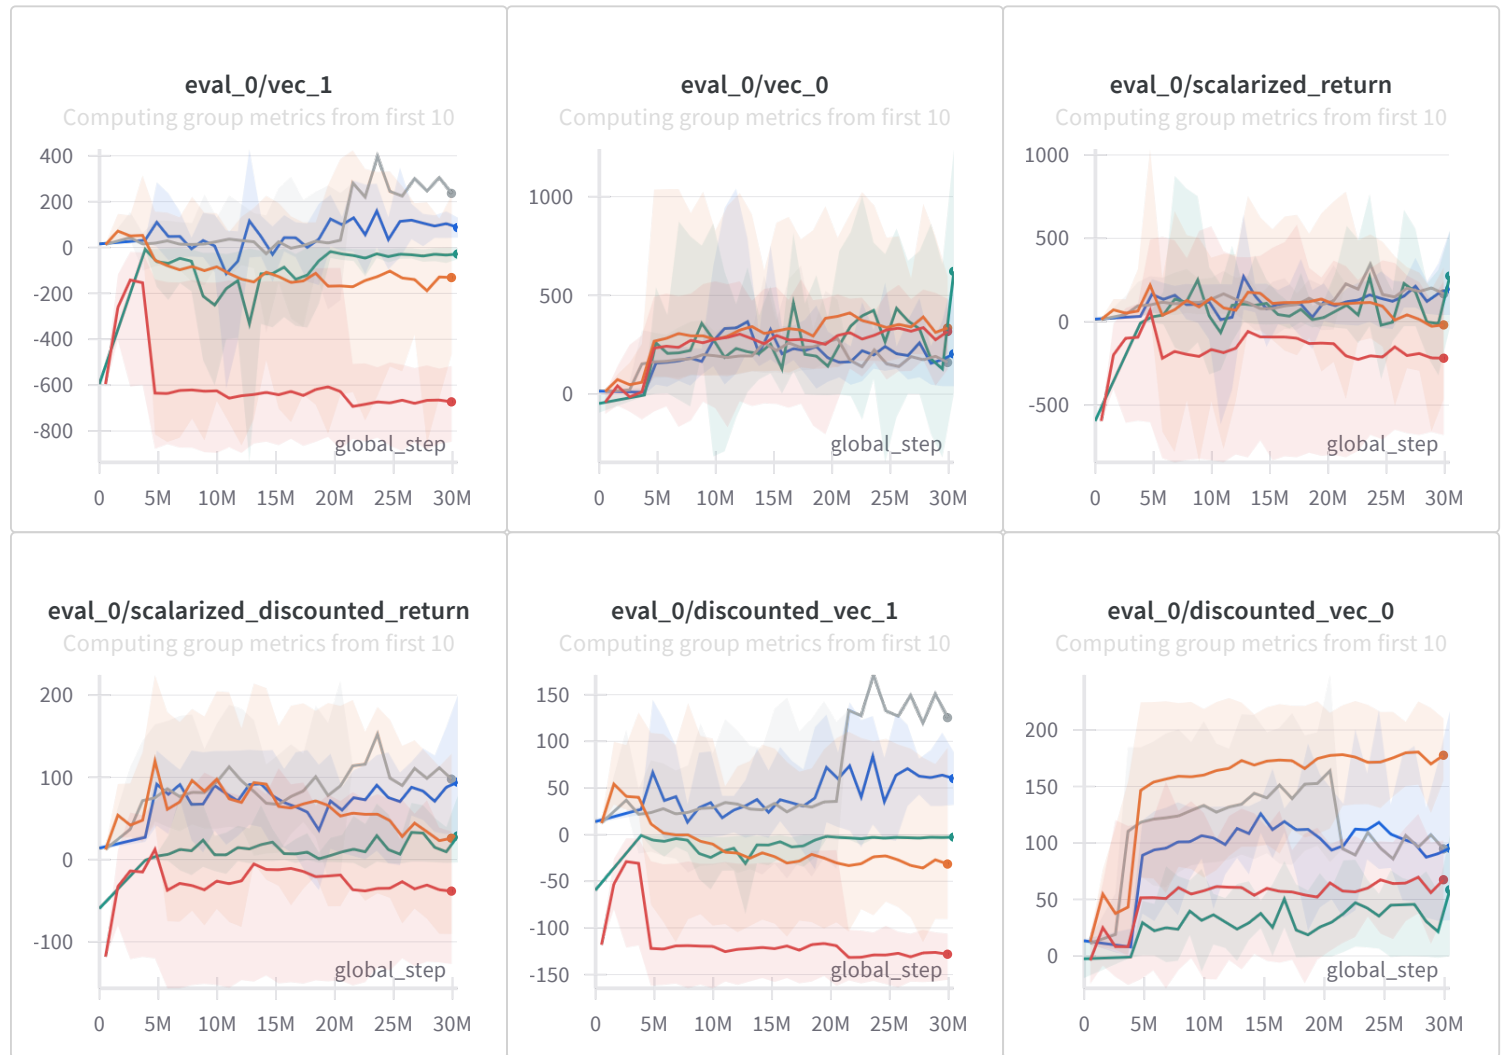 eval_0/vec_1
Computing group metrics from first 10
400
200
0
-200
-400
-600
-800
global_step
0 5M 10M 15M 20M 25M 30M
eval_0/vec_0
Computing group metrics from first 10
1000
500
0
global_step
0 5M 10M 15M 20M 25M 30M
eval_0/scalarized_return
Computing group metrics from first 10
1000
500
0
-500
global_step
0 5M 10M 15M 20M 25M 30M
eval_0/scalarized_discounted_return
Computing group metrics from first 10
200
100
0
-100
global_step
0 5M 10M 15M 20M 25M 30M
eval_0/discounted_vec_1
Computing group metrics from first 10
150
100
50
0
-50
-100
-150
global_step
0 5M 10M 15M 20M 25M 30M
eval_0/discounted_vec_0
Computing group metrics from first 10
200
150
100
50
0
global_step
0 5M 10M 15M 20M 25M 30M